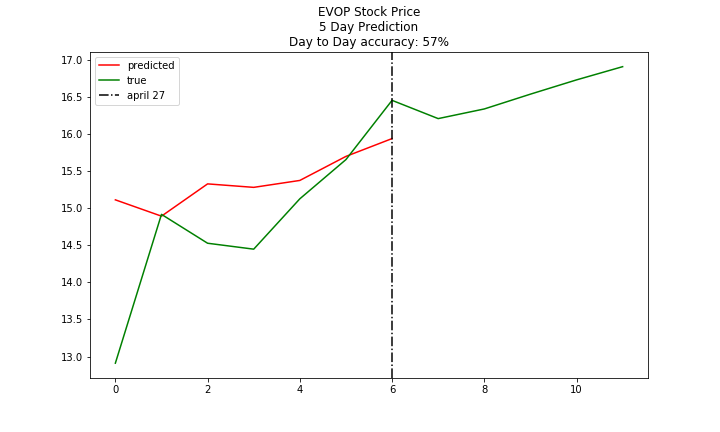 EVOP Stock Price
5 Day Prediction
Day to Day accuracy: 57%
predicted
true
april 27
17.0
16.5
16.0
15.5
15.0
14.5
14.0
13.5
13.0
0 2 4 6 8 10